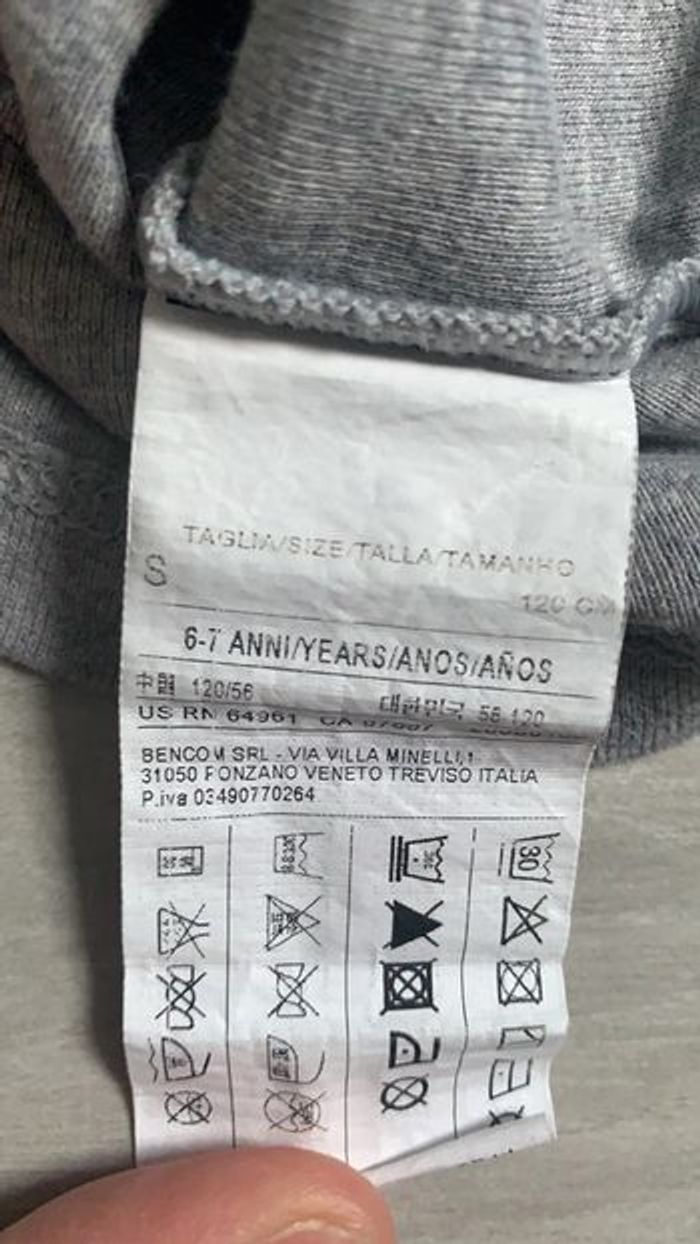 TAGLIA/SIZE/TALLA/TAMANHO
S
120 CM
6-7 ANNI/YEARS/ANOS/AÑOS
中国 120/56 대한민국 56 120
US RN 64961 CA
BENCOM SRL - VIA VILLA MINELLI,1
31050 PONZANO VENETO TREVISO ITALIA
P.iva 03490770264
30